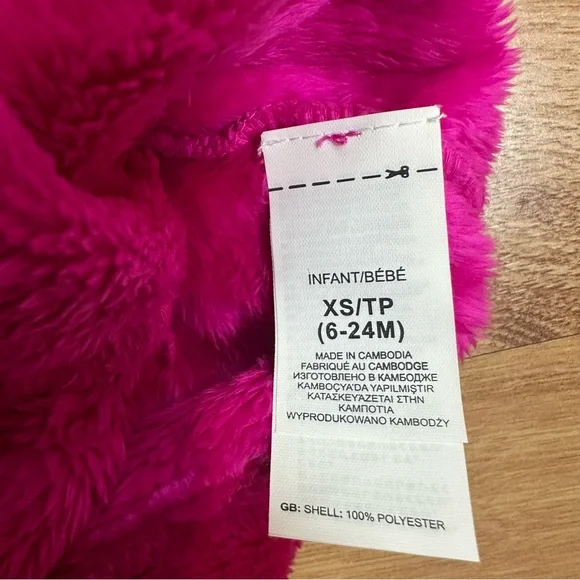 INFANT/BÉBÉ
XS/TP
(6-24M)
MADE IN CAMBODIA
FABRIQUÉ AU CAMBODGE
ИЗГОТОВЛЕНО В КАМБОДЖЕ
KAMBOÇYA'DA YAPILMIŞTIR
ΚΑΤΑΣΚΕΥΑΖΕΤΑΙ ΣΤΗΝ
ΚΑΜΠΟΤΙΑ
WYPRODUKOWANO KAMBODŻY
GB: SHELL: 100% POLYESTER